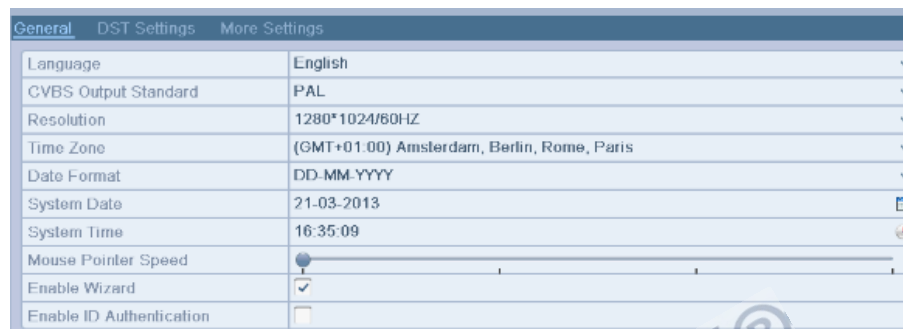 General DST Settings More Settings
Language English
CVBS Output Standard PAL
Resolution 1280*1024/60HZ
Time Zone (GMT+01:00) Amsterdam, Berlin, Rome, Paris
Date Format DD-MM-YYYY
System Date 21-03-2013
System Time 16:35:09
Mouse Pointer Speed
Enable Wizard
Enable ID Authentication